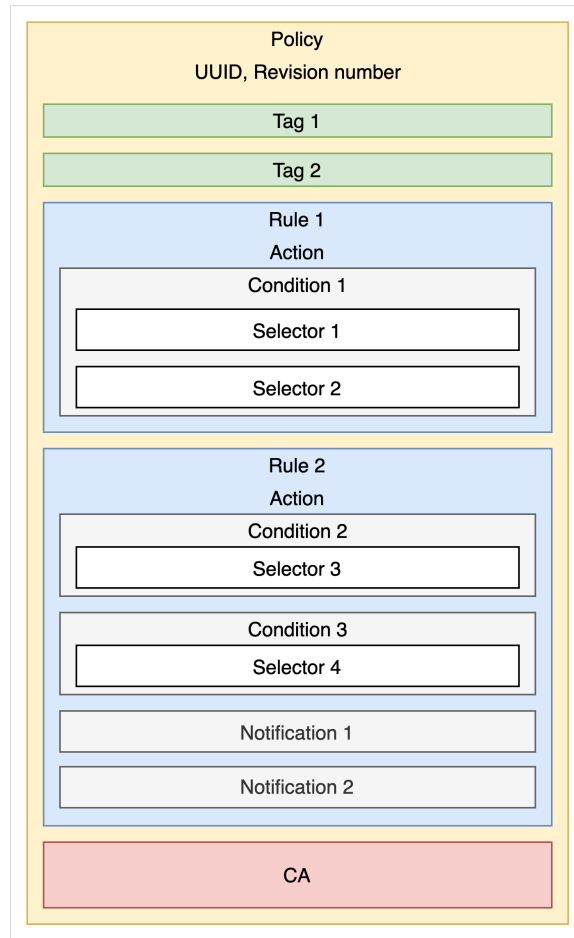 Policy
UUID, Revision number
Tag 1
Tag 2
Rule 1
Action
Condition 1
Selector 1
Selector 2
Rule 2
Action
Condition 2
Selector 3
Condition 3
Selector 4
Notification 1
Notification 2
CA